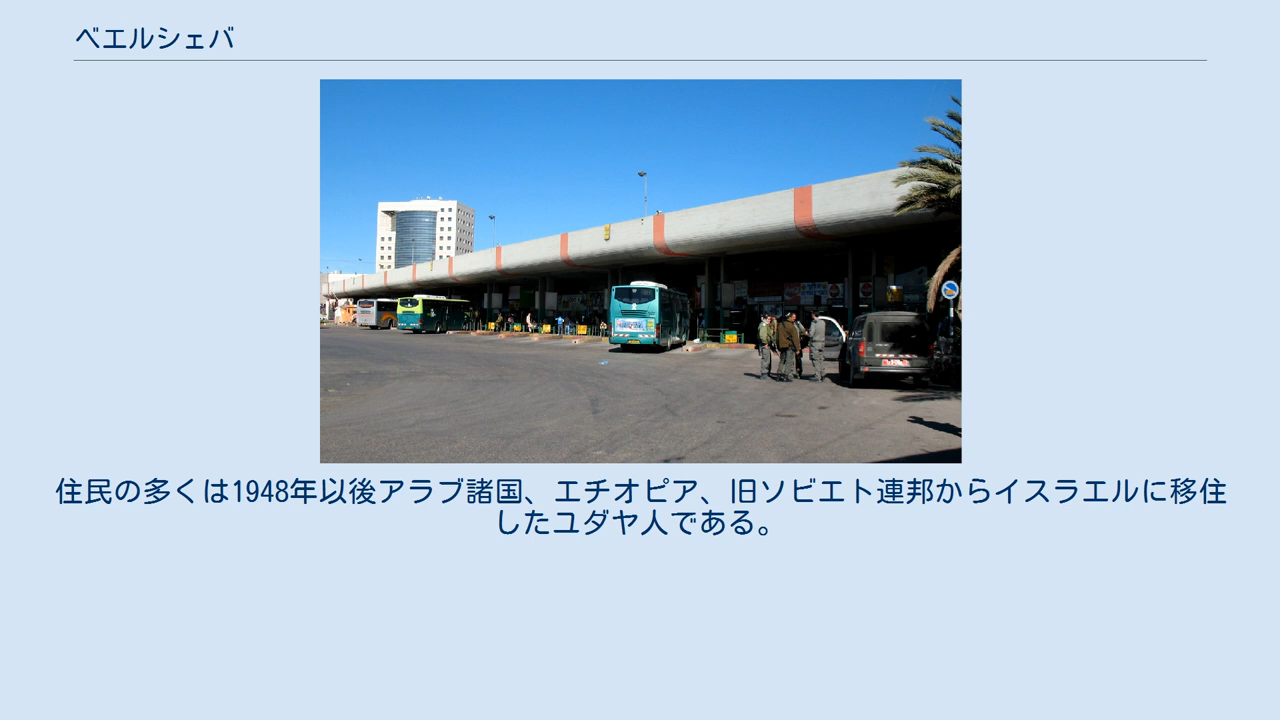 ベエルシェバ
住民の多くは1948年以後アラブ諸国、エチオピア、旧ソビエト連邦からイスラエルに移住
したユダヤ人である。